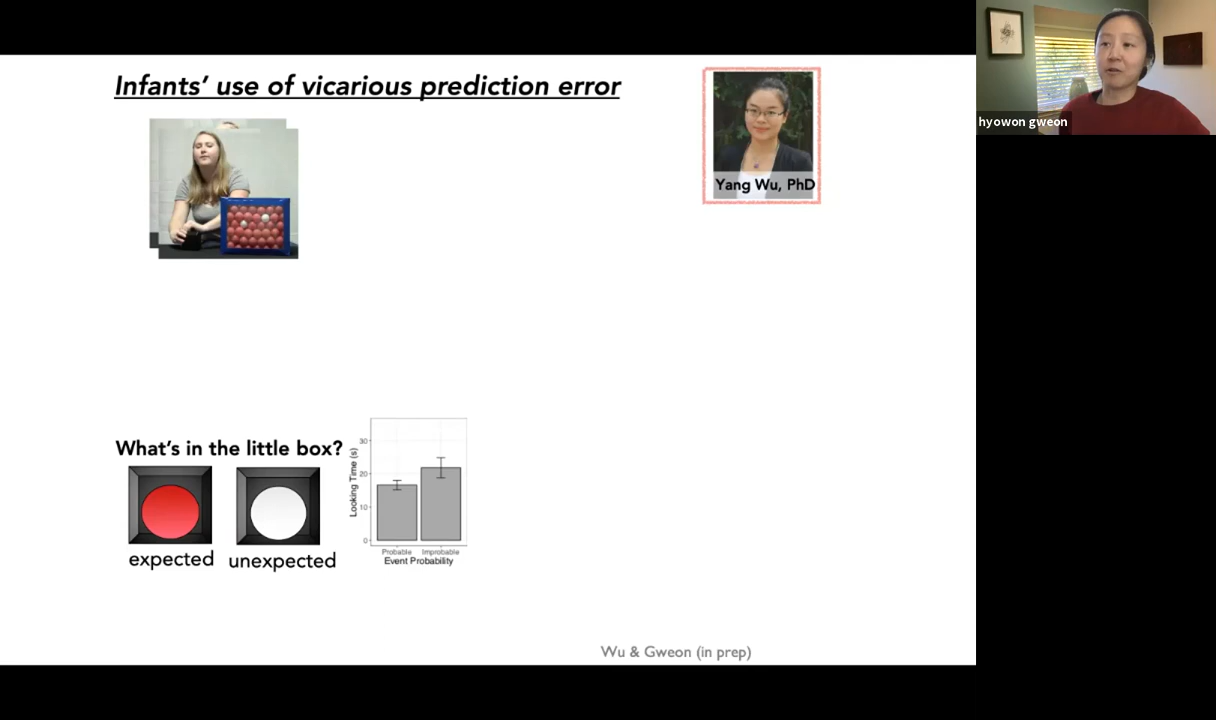 Infants’ use of vicarious prediction error
Yang Wu, PhD
hyowon gweon
What’s in the little box?
expected
unexpected
Looking Time (s)
30
20
10
0
Probable
Improbable
Event Probability
Wu & Gweon (in prep)